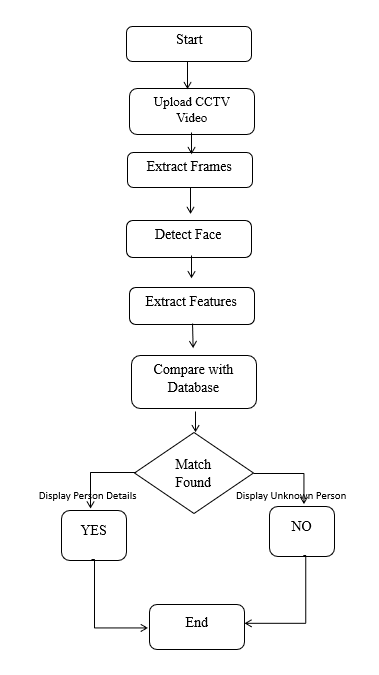 Start
Upload CCTV
Video
Extract Frames
Detect Face
Extract Features
Compare with
Database
Match
Found
Display Person Details
Display Unknown Person
YES
NO
End